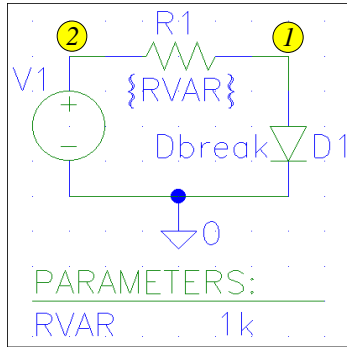 2
R1
1
V1
{RVAR}
Dbreak D1
0
PARAMETERS:
RVAR 1k